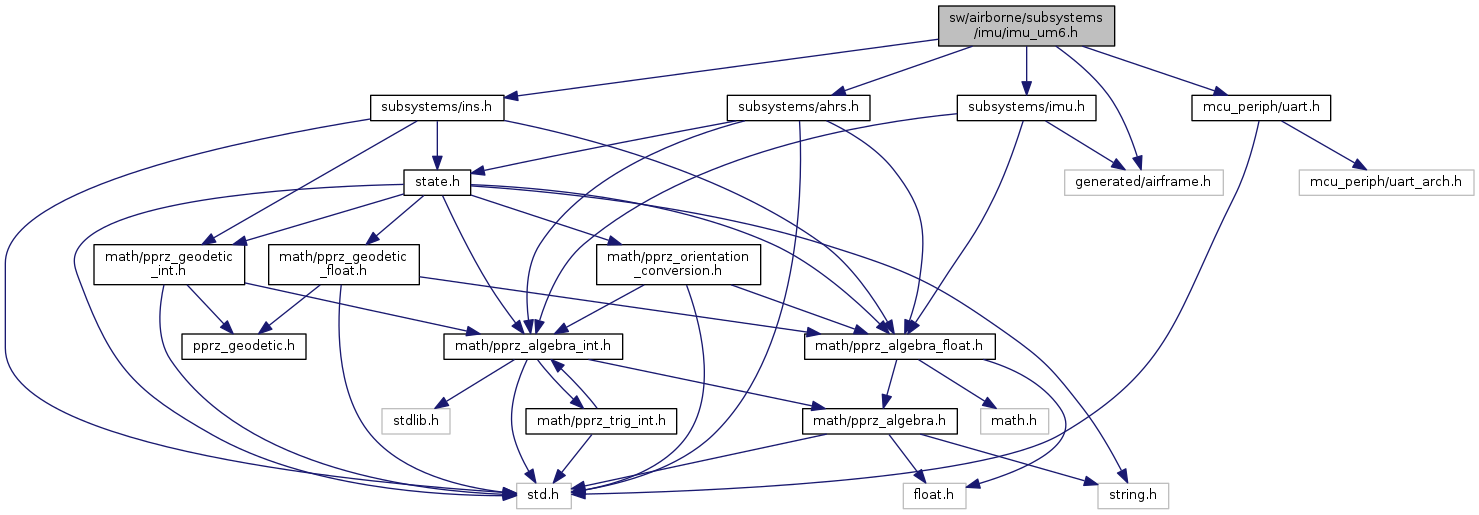 sw/airborne/subsystems
/imu/imu_um6.h
subsystems/ins.h
subsystems/ahrs.h
subsystems/imu.h
mcu_periph/uart.h
state.h
generated/airframe.h
mcu_periph/uart_arch.h
math/pprz_geodetic
_int.h
math/pprz_geodetic
_float.h
math/pprz_orientation
_conversion.h
pprz_geodetic.h
math/pprz_algebra_int.h
math/pprz_algebra_float.h
stdlib.h
math/pprz_trig_int.h
math/pprz_algebra.h
math.h
std.h
float.h
string.h